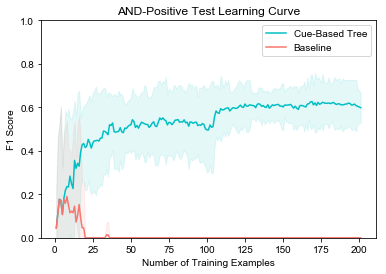 AND-Positive Test Learning Curve
1.0
0.8
0.6
0.4
0.2
0.0
F1 Score
Cue-Based Tree
Baseline
0 25 50 75 100 125 150 175 200
Number of Training Examples